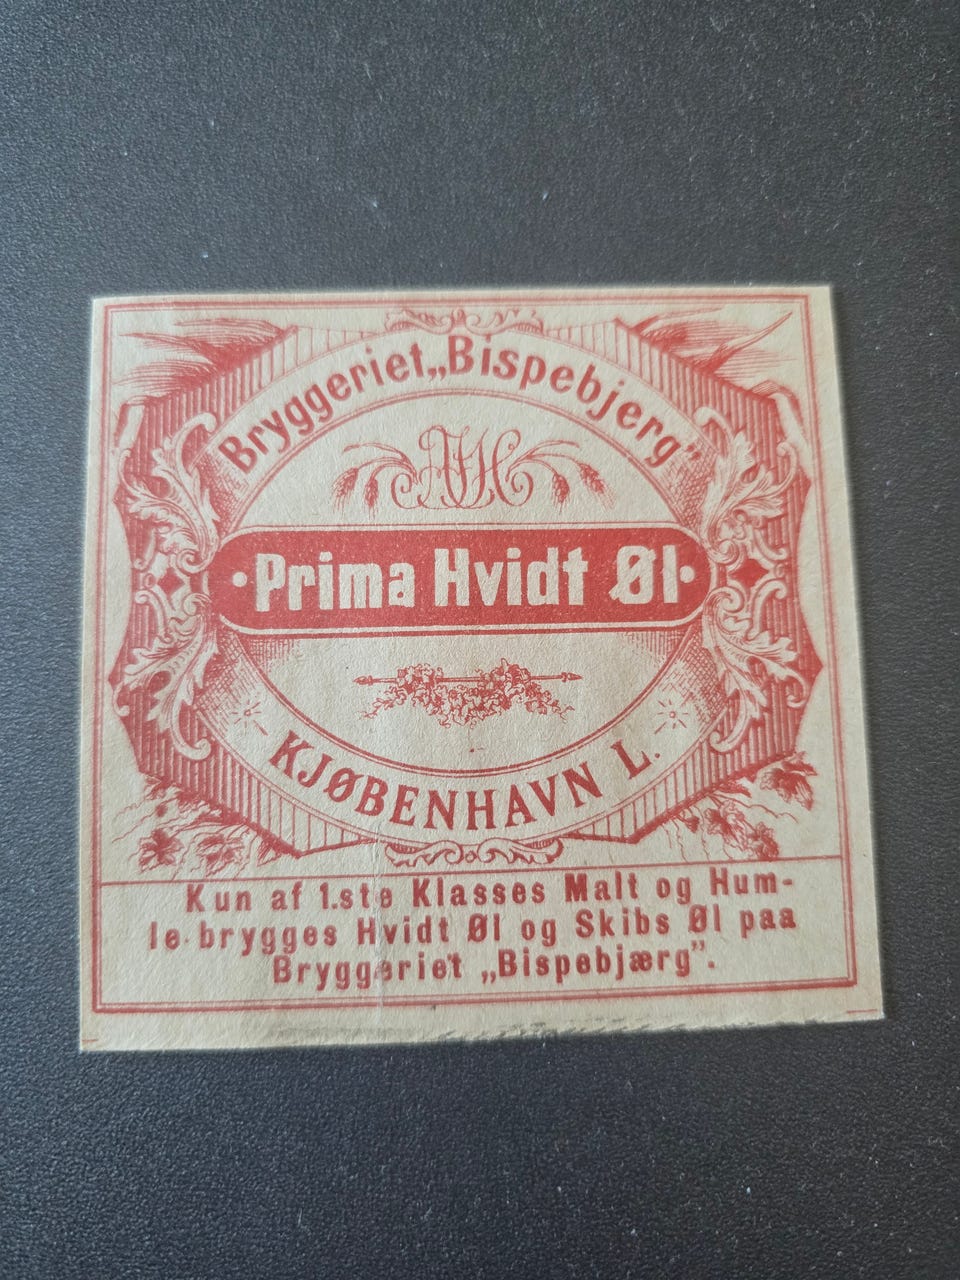 Bryggeriet „Bispebjerg”
·Prima Hvidt Øl·
KJØBENHAVN L.
Kun af 1.ste Klasses Malt og Hum-
le brygges Hvidt Øl og Skibs Øl paa
Bryggeriet „Bispebjærg”.